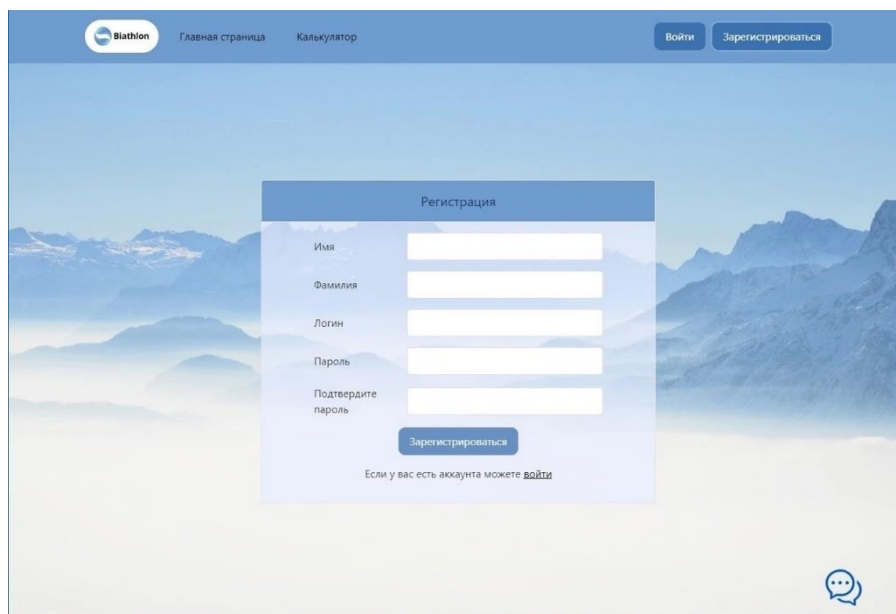 Biathlon
Главная страница
Калькулятор
Войти
Зарегистрироваться
Регистрация
Имя
Фамилия
Логин
Пароль
Подтвердите
пароль
Зарегистрироваться
Если у вас есть аккаунта можете войти